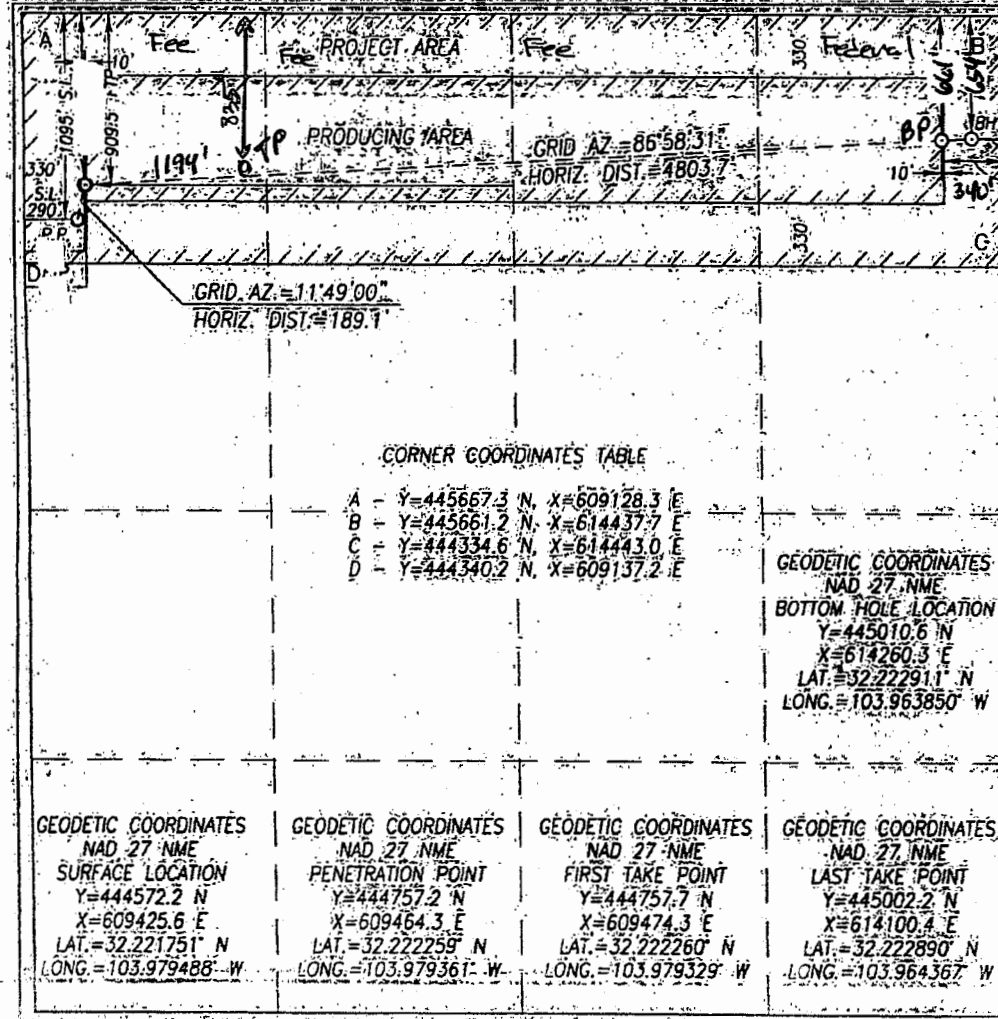 A
Fee
Fee
PROJECT AREA
Fee
Federal
B
330'
661'
654'
10'
1095' S.L.
909.5'
835'
1194'
TP
PRODUCING AREA
GRID AZ.=86°58'31"
HORIZ. DIST.=4803.7'
BP
BH
330'
S.L.
290'
P.P.
10'
340'
330'
C
D
GRID AZ.=11°49'00"
HORIZ. DIST.=189.1'
CORNER COORDINATES TABLE
A - Y=445667.3 N, X=609128.3 E
B - Y=445661.2 N, X=614437.7 E
C - Y=444334.6 N, X=614443.0 E
D - Y=444340.2 N, X=609137.2 E
GEODETIC COORDINATES
NAD 27 NME
BOTTOM HOLE LOCATION
Y=445010.6 N
X=614260.3 E
LAT.=32.222911° N
LONG.=103.963850° W
GEODETIC COORDINATES
NAD 27 NME
SURFACE LOCATION
Y=444572.2 N
X=609425.6 E
LAT.=32.221751° N
LONG.=103.979488° W
GEODETIC COORDINATES
NAD 27 NME
PENETRATION POINT
Y=444757.2 N
X=609464.3 E
LAT.=32.222259° N
LONG.=103.979361° W
GEODETIC COORDINATES
NAD 27 NME
FIRST TAKE POINT
Y=444757.7 N
X=609474.3 E
LAT.=32.222260° N
LONG.=103.979329° W
GEODETIC COORDINATES
NAD 27 NME
LAST TAKE POINT
Y=445002.2 N
X=614100.4 E
LAT.=32.222890° N
LONG.=103.964367° W